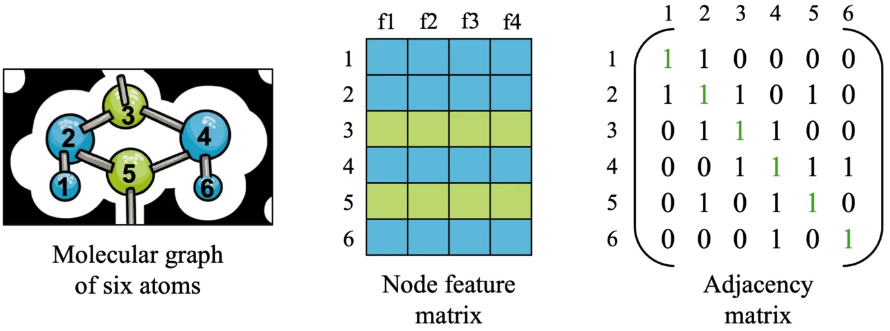 3
2
4
5
1
6
Molecular graph
of six atoms
f1 f2 f3 f4
1
2
3
4
5
6
Node feature
matrix
1 2 3 4 5 6
1 1 1 0 0 0 0
2 1 1 1 0 1 0
3 0 1 1 1 0 0
4 0 0 1 1 1 1
5 0 1 0 1 1 0
6 0 0 0 1 0 1
Adjacency
matrix